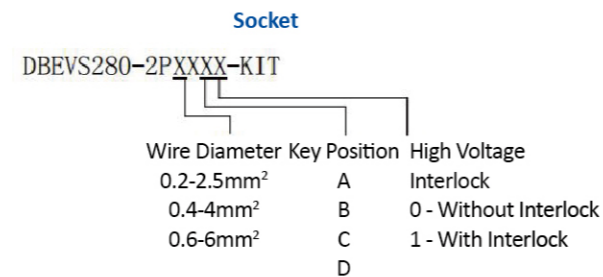 Socket
DBEVS280-2PXXXX-KIT
Wire Diameter Key Position High Voltage
0.2-2.5mm² A Interlock
0.4-4mm² B 0 - Without Interlock
0.6-6mm² C 1 - With Interlock
D